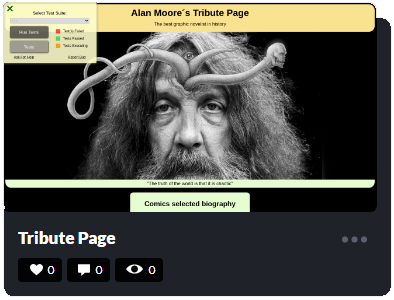 Select Test Suite
Alan Moore´s Tribute Page
The best graphic novelist in history
Run Tests
Tests Failed
Tests Passed
Tests
Tests Executing
"The truth of the world is that it is chaotic"
Comics selected biography
Tribute Page
0
0
0